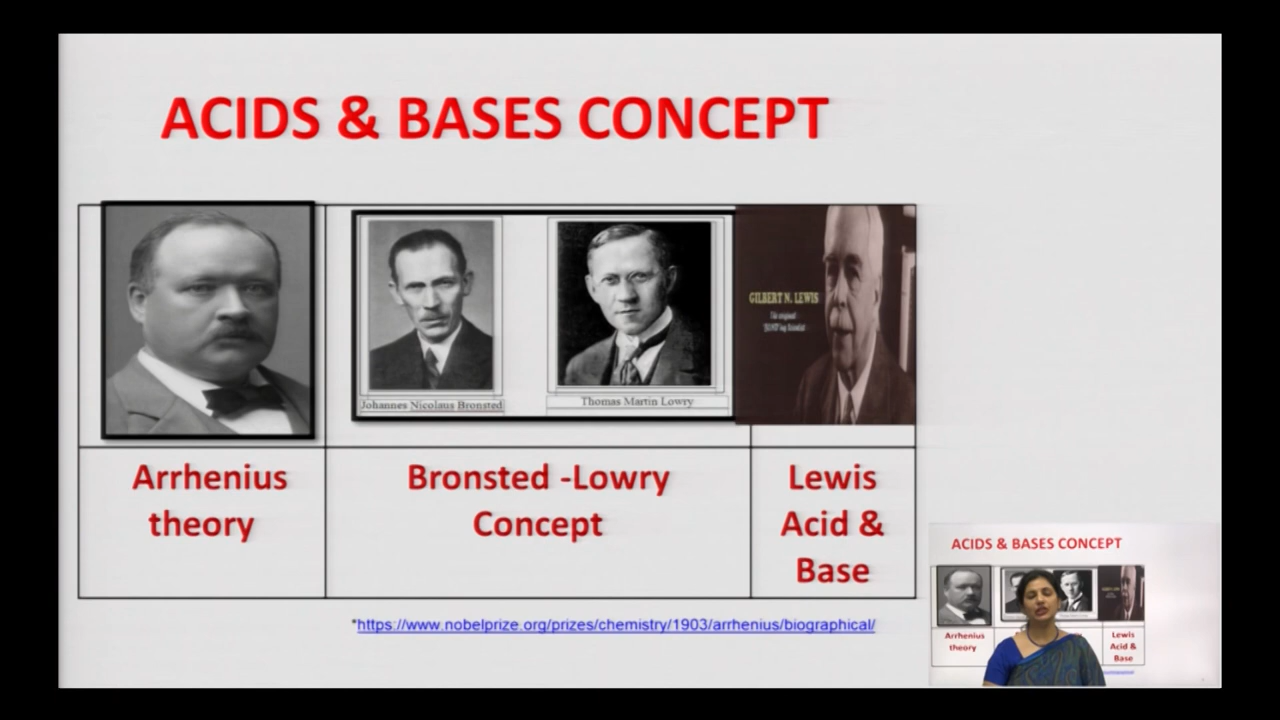 ACIDS & BASES CONCEPT
GILBERT N. LEWIS
Johannes Nicolaus Bronsted
Thomas Martin Lowry
Arrhenius
theory
Bronsted -Lowry
Concept
Lewis
Acid &
Base
*https://www.nobelprize.org/prizes/chemistry/1903/arrhenius/biographical/
ACIDS & BASES CONCEPT
Arrhenius
theory
Lewis
Acid &
Base